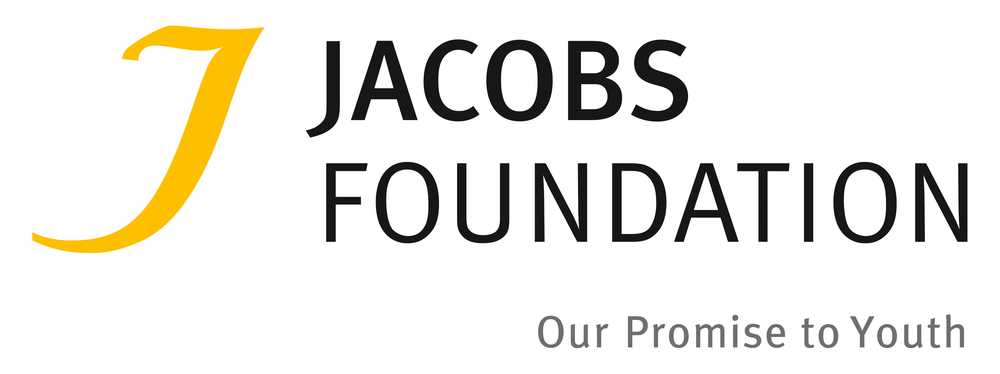 J
JACOBS
FOUNDATION
Our Promise to Youth